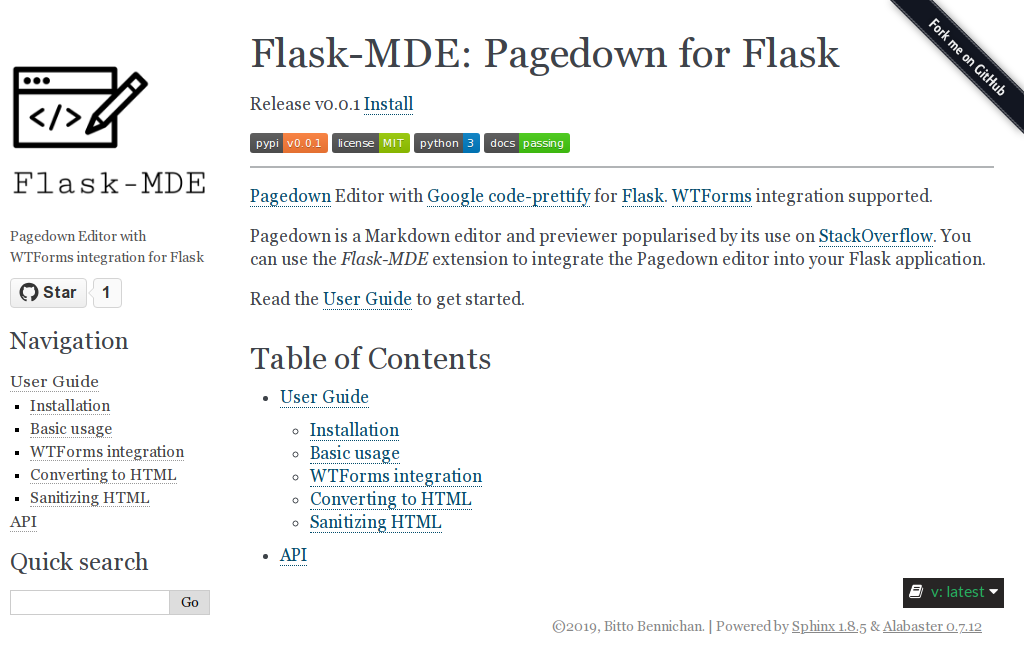 Flask-MDE
Pagedown Editor with
WTForms integration for Flask
Star 1
Navigation
User Guide
Installation
Basic usage
WTForms integration
Converting to HTML
Sanitizing HTML
API
Quick search
Go
Flask-MDE: Pagedown for Flask
Fork me on GitHub
Release v0.0.1 Install
pypi v0.0.1 license MIT python 3 docs passing
Pagedown Editor with Google code-prettify for Flask. WTForms integration supported.
Pagedown is a Markdown editor and previewer popularised by its use on StackOverflow. You
can use the Flask-MDE extension to integrate the Pagedown editor into your Flask application.
Read the User Guide to get started.
Table of Contents
User Guide
Installation
Basic usage
WTForms integration
Converting to HTML
Sanitizing HTML
API
v: latest
©2019, Bitto Bennichan. | Powered by Sphinx 1.8.5 & Alabaster 0.7.12